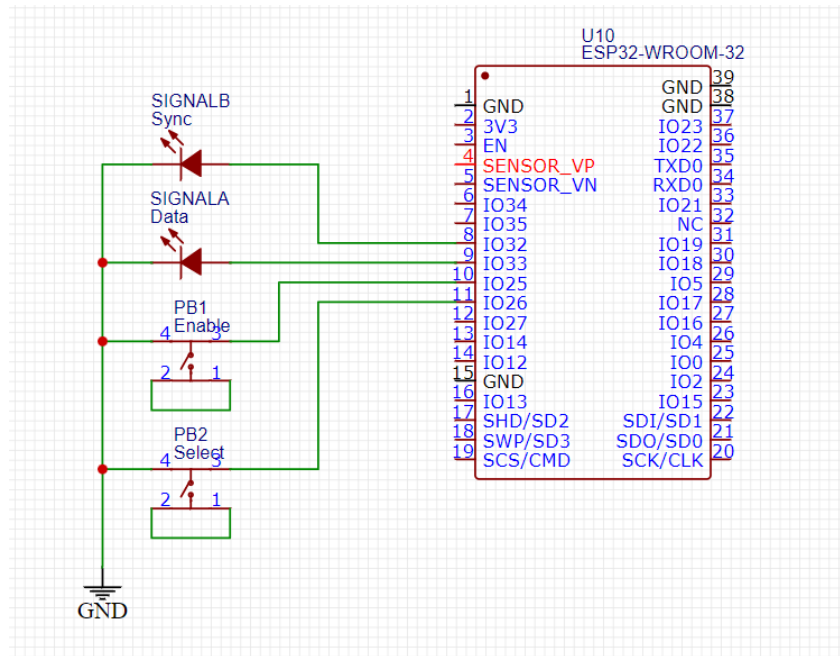 U10
ESP32-WROOM-32
SIGNALB
Sync
SIGNALA
Data
PB1
Enable
4 3
2 1
PB2
Select
4 3
2 1
GND
1 GND
2 3V3
3 EN
4 SENSOR_VP
5 SENSOR_VN
6 IO34
7 IO35
8 IO32
9 IO33
10 IO25
11 IO26
12 IO27
13 IO14
14 IO12
15 GND
16 IO13
17 SHD/SD2
18 SWP/SD3
19 SCS/CMD
GND 39
GND 38
IO23 37
IO22 36
TXD0 35
RXD0 34
IO21 33
NC 32
IO19 31
IO18 30
IO5 29
IO17 28
IO16 27
IO4 26
IO0 25
IO2 24
IO15 23
SDI/SD1 22
SDO/SD0 21
SCK/CLK 20